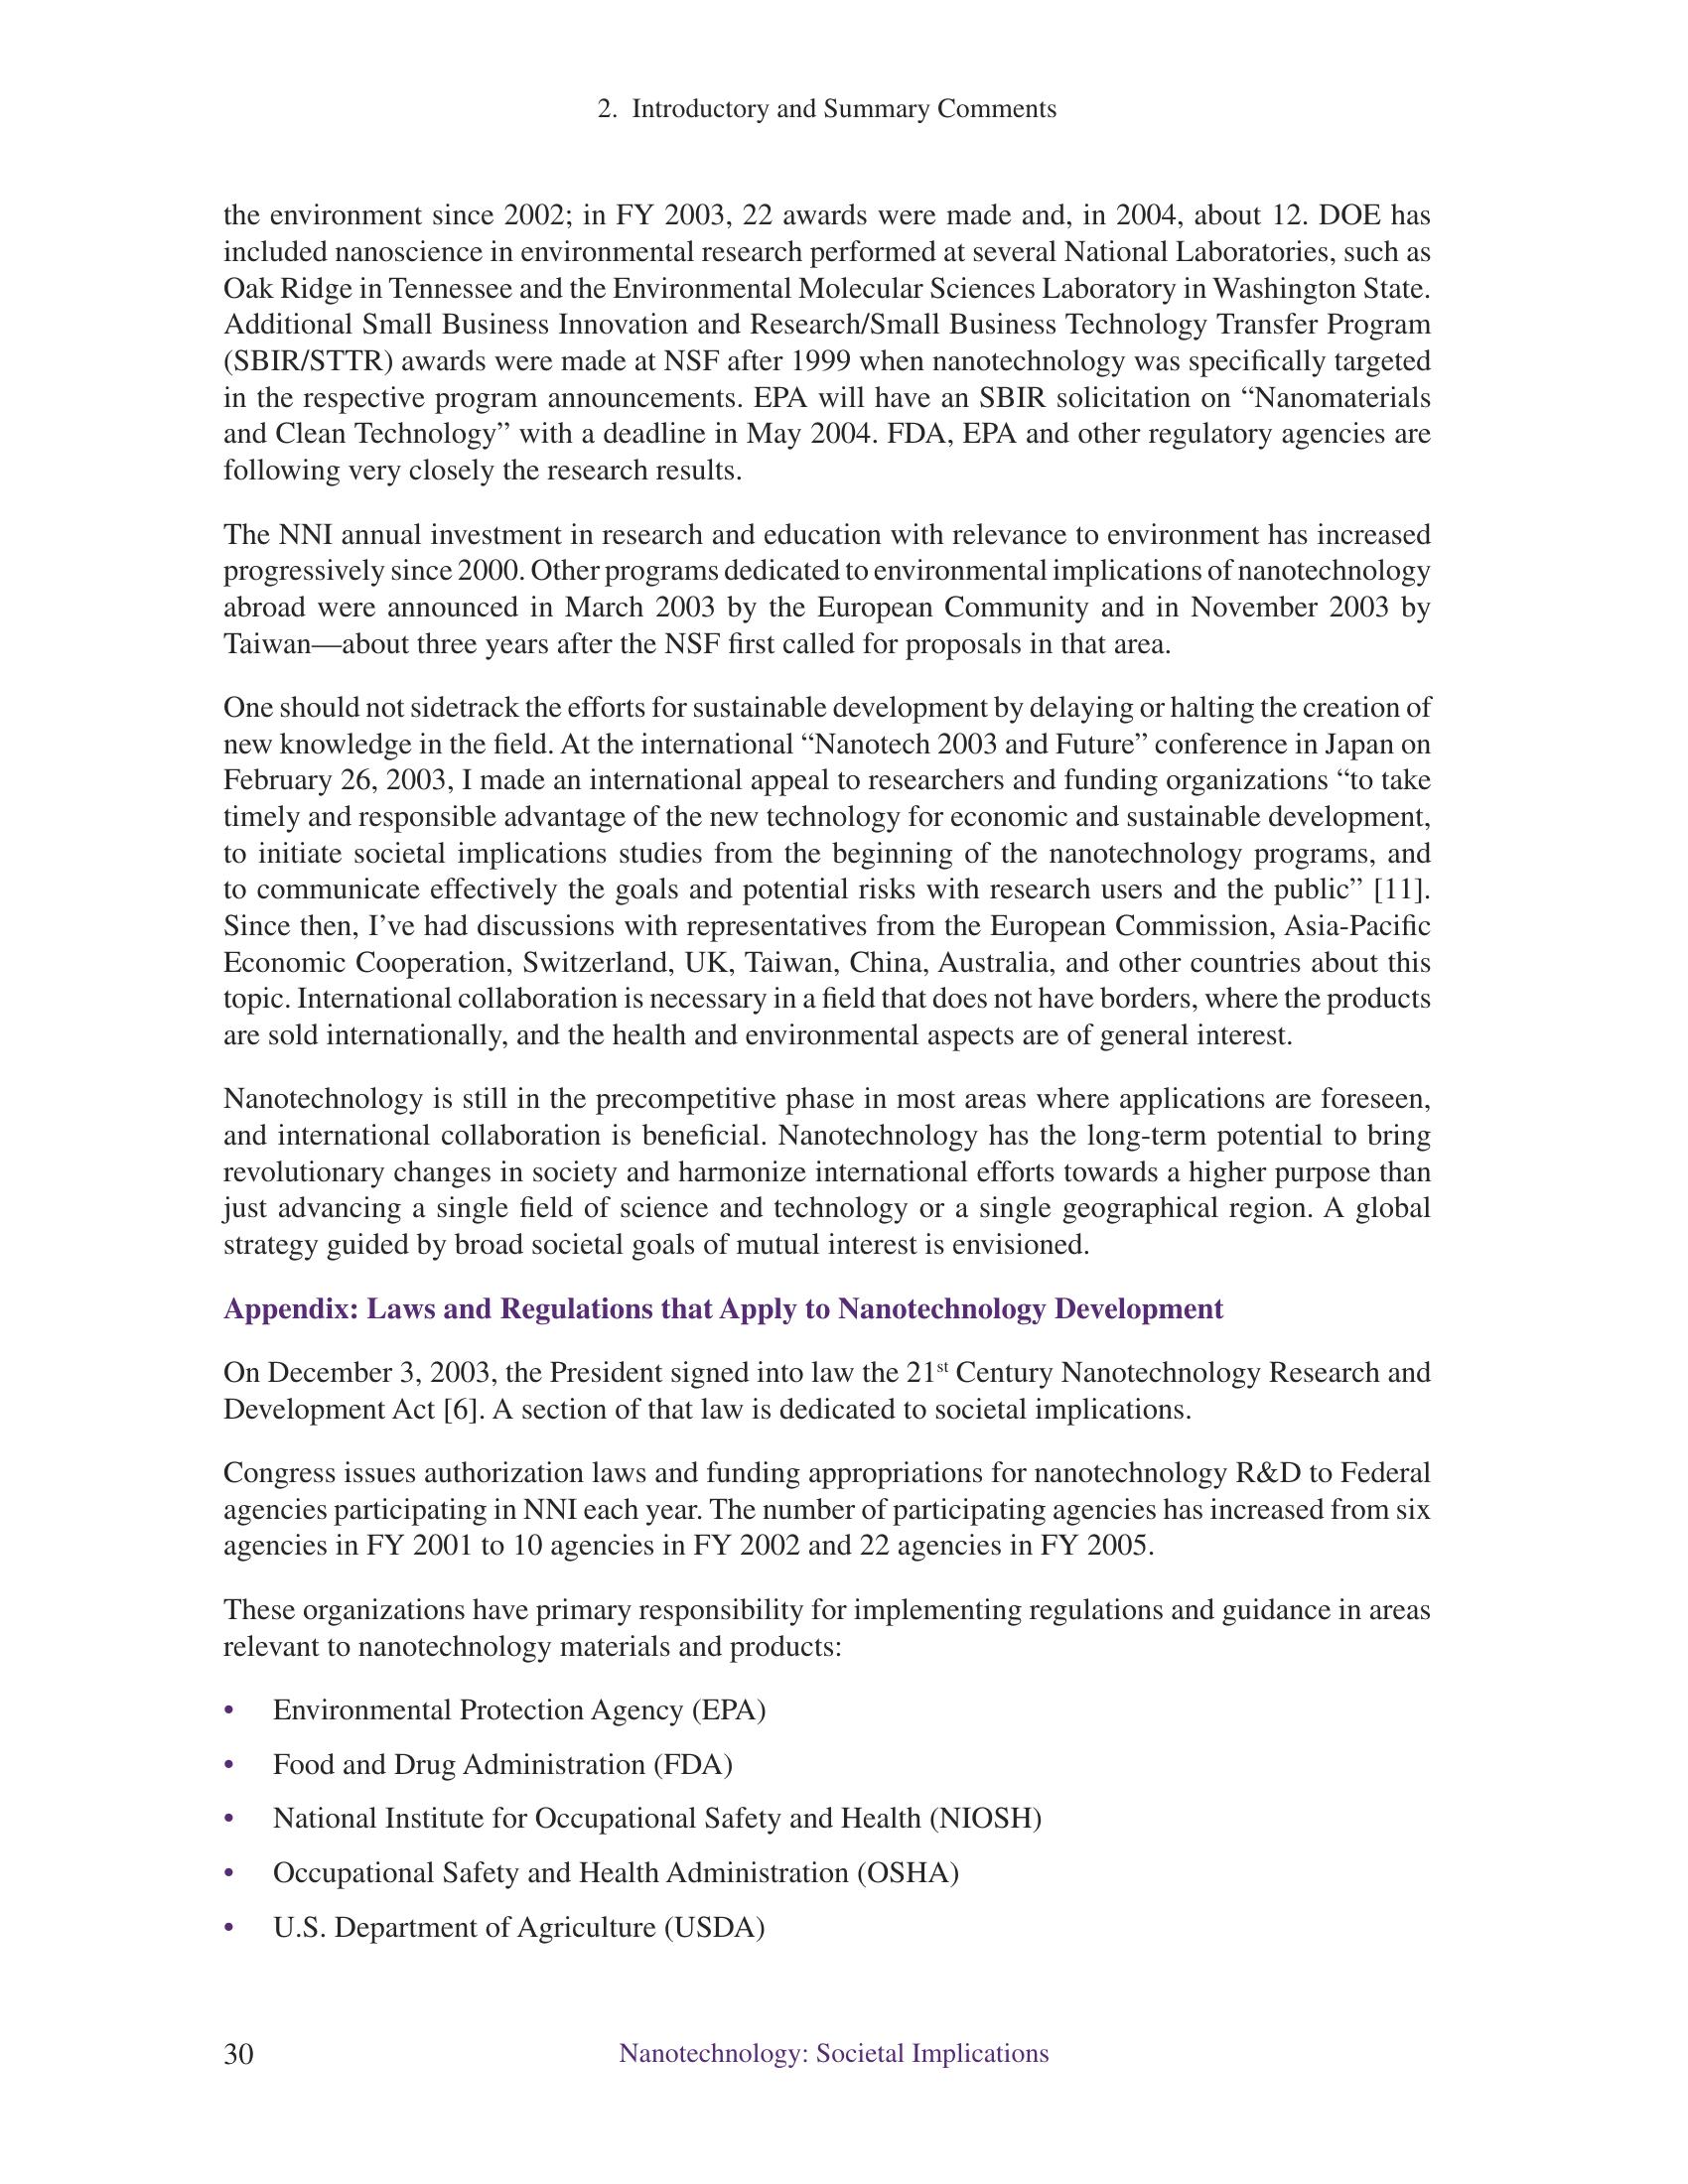 2. Introductory and Summary Comments
the environment since 2002; in FY 2003, 22 awards were made and, in 2004, about 12. DOE has
included nanoscience in environmental research performed at several National Laboratories, such as
Oak Ridge in Tennessee and the Environmental Molecular Sciences Laboratory in Washington State.
Additional Small Business Innovation and Research/Small Business Technology Transfer Program
(SBIR/STTR) awards were made at NSF after 1999 when nanotechnology was specifically targeted
in the respective program announcements. EPA will have an SBIR solicitation on “Nanomaterials
and Clean Technology” with a deadline in May 2004. FDA, EPA and other regulatory agencies are
following very closely the research results.
The NNI annual investment in research and education with relevance to environment has increased
progressively since 2000. Other programs dedicated to environmental implications of nanotechnology
abroad were announced in March 2003 by the European Community and in November 2003 by
Taiwan—about three years after the NSF first called for proposals in that area.
One should not sidetrack the efforts for sustainable development by delaying or halting the creation of
new knowledge in the field. At the international “Nanotech 2003 and Future” conference in Japan on
February 26, 2003, I made an international appeal to researchers and funding organizations “to take
timely and responsible advantage of the new technology for economic and sustainable development,
to initiate societal implications studies from the beginning of the nanotechnology programs, and
to communicate effectively the goals and potential risks with research users and the public” [11].
Since then, I’ve had discussions with representatives from the European Commission, Asia-Pacific
Economic Cooperation, Switzerland, UK, Taiwan, China, Australia, and other countries about this
topic. International collaboration is necessary in a field that does not have borders, where the products
are sold internationally, and the health and environmental aspects are of general interest.
Nanotechnology is still in the precompetitive phase in most areas where applications are foreseen,
and international collaboration is beneficial. Nanotechnology has the long-term potential to bring
revolutionary changes in society and harmonize international efforts towards a higher purpose than
just advancing a single field of science and technology or a single geographical region. A global
strategy guided by broad societal goals of mutual interest is envisioned.
Appendix: Laws and Regulations that Apply to Nanotechnology Development
On December 3, 2003, the President signed into law the 21st Century Nanotechnology Research and
Development Act [6]. A section of that law is dedicated to societal implications.
Congress issues authorization laws and funding appropriations for nanotechnology R&D to Federal
agencies participating in NNI each year. The number of participating agencies has increased from six
agencies in FY 2001 to 10 agencies in FY 2002 and 22 agencies in FY 2005.
These organizations have primary responsibility for implementing regulations and guidance in areas
relevant to nanotechnology materials and products:
• Environmental Protection Agency (EPA)
• Food and Drug Administration (FDA)
• National Institute for Occupational Safety and Health (NIOSH)
• Occupational Safety and Health Administration (OSHA)
• U.S. Department of Agriculture (USDA)
30 Nanotechnology: Societal Implications